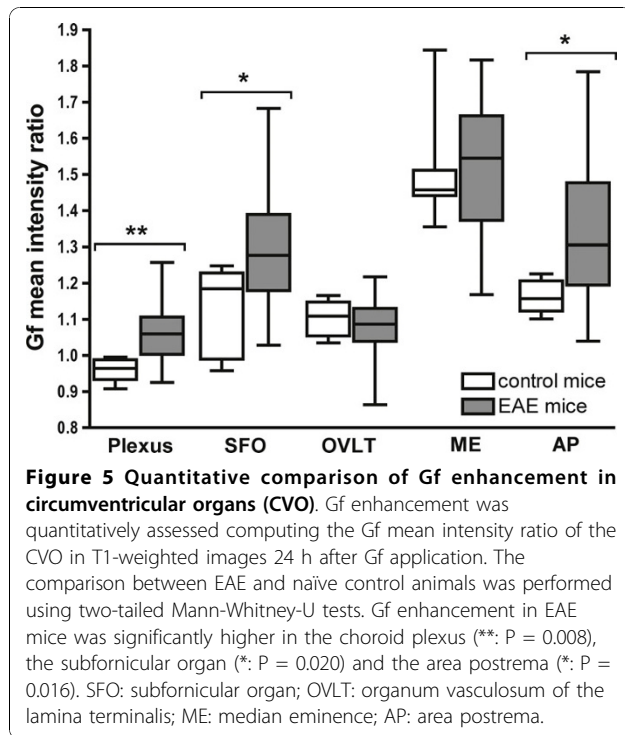 1.9
1.8
1.7
1.6
1.5
1.4
1.3
1.2
1.1
1.0
0.9
0.8
Gf mean intensity ratio
**
*
*
control mice
EAE mice
Plexus SFO OVLT ME AP
Figure 5 Quantitative comparison of Gf enhancement in
circumventricular organs (CVO). Gf enhancement was
quantitatively assessed computing the Gf mean intensity ratio of the
CVO in T1-weighted images 24 h after Gf application. The
comparison between EAE and naïve control animals was performed
using two-tailed Mann-Whitney-U tests. Gf enhancement in EAE
mice was significantly higher in the choroid plexus (**: P = 0.008),
the subfornicular organ (*: P = 0.020) and the area postrema (*: P =
0.016). SFO: subfornicular organ; OVLT: organum vasculosum of the
lamina terminalis; ME: median eminence; AP: area postrema.